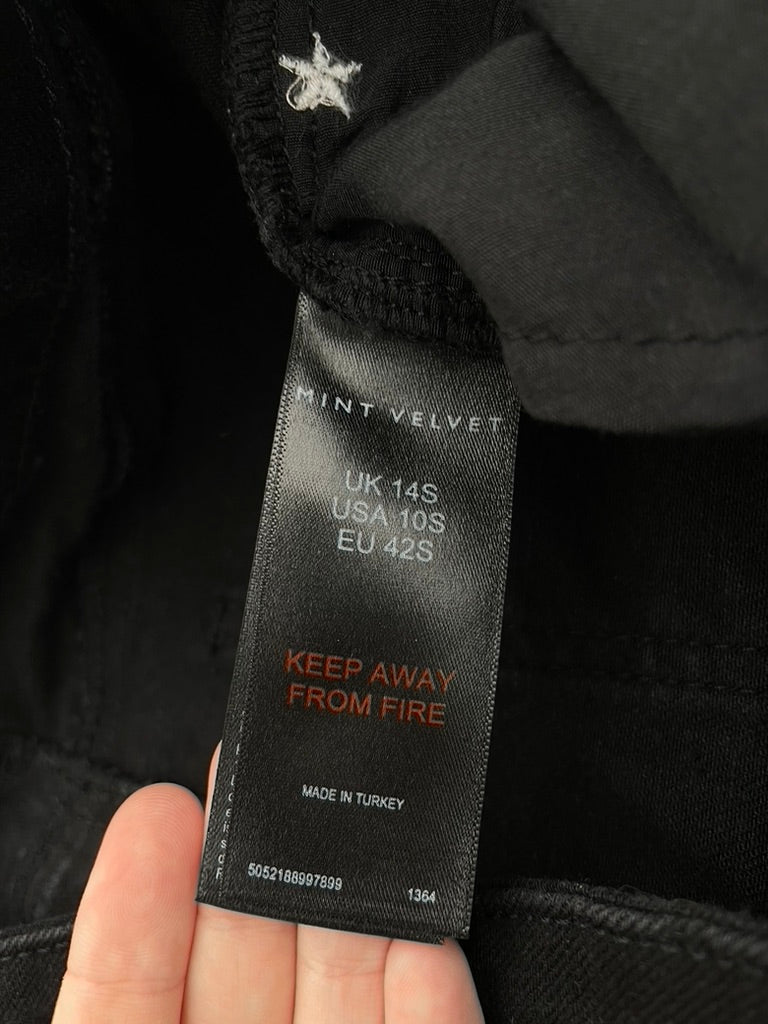 MINT VELVET
UK 14S
USA 10S
EU 42S
KEEP AWAY
FROM FIRE
MADE IN TURKEY
5052188997899
1364